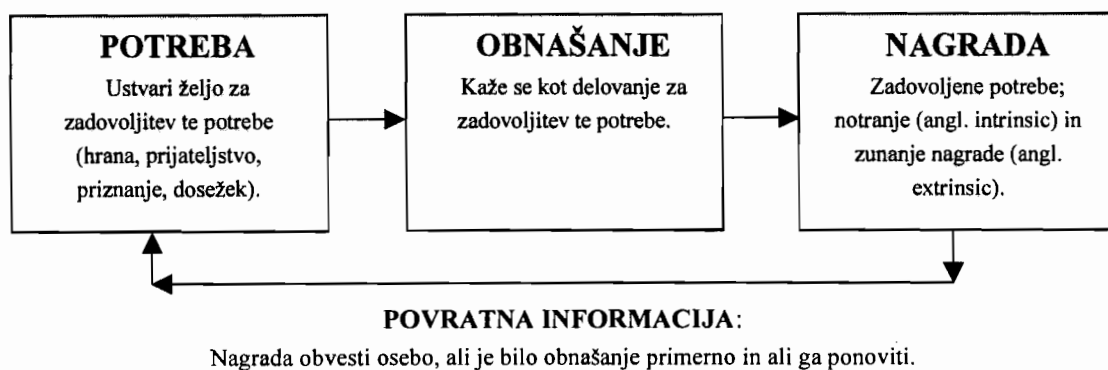 POTREBA
Ustvari željo za
zadovoljitev te potrebe
(hrana, prijateljstvo,
priznanje, dosežek).
OBNAŠANJE
Kaže se kot delovanje za
zadovoljitev te potrebe.
NAGRADA
Zadovoljene potrebe;
notranje (angl. intrinsic) in
zunanje nagrade (angl.
extrinsic).
POVRATNA INFORMACIJA:
Nagrada obvesti osebo, ali je bilo obnašanje primerno in ali ga ponoviti.